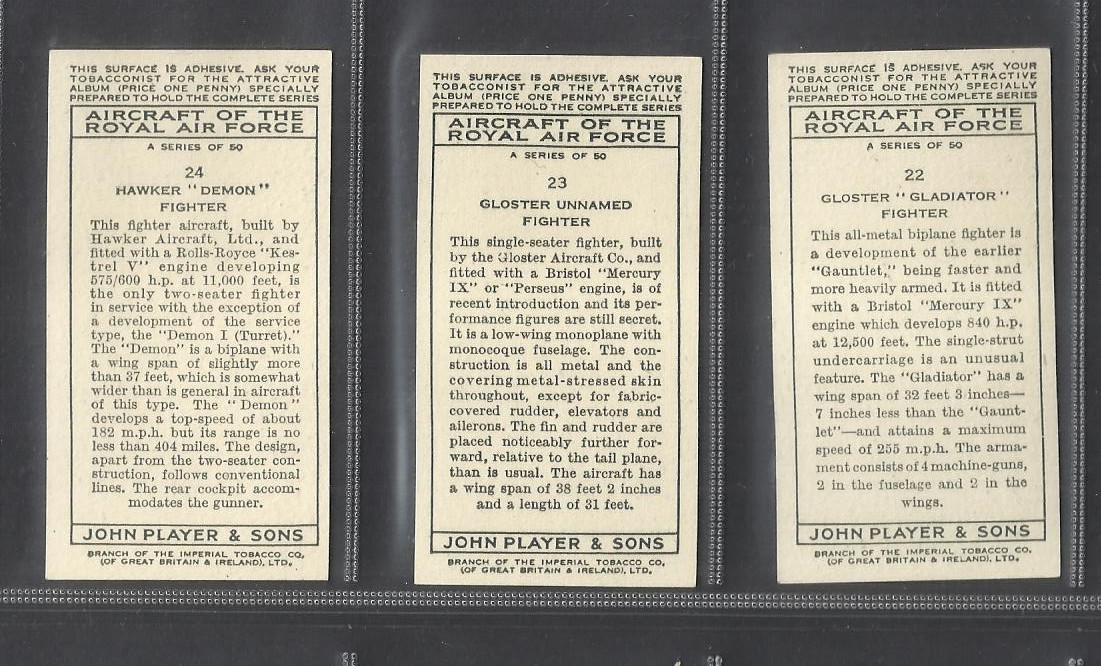 THIS SURFACE IS ADHESIVE. ASK YOUR
TOBACCONIST FOR THE ATTRACTIVE
ALBUM (PRICE ONE PENNY) SPECIALLY
PREPARED TO HOLD THE COMPLETE SERIES
AIRCRAFT OF THE
ROYAL AIR FORCE
A SERIES OF 50
24
HAWKER "DEMON"
FIGHTER
This fighter aircraft, built by
Hawker Aircraft, Ltd., and
fitted with a Rolls-Royce "Kes-
trel V" engine developing
575/600 h.p. at 11,000 feet, is
the only two-seater fighter
in service with the exception of
a development of the service
type, the "Demon I (Turret)."
The "Demon" is a biplane with
a wing span of slightly more
than 37 feet, which is somewhat
wider than is general in aircraft
of this type. The "Demon"
develops a top-speed of about
182 m.p.h. but its range is no
less than 404 miles. The design,
apart from the two-seater con-
struction, follows conventional
lines. The rear cockpit accom-
modates the gunner.
JOHN PLAYER & SONS
BRANCH OF THE IMPERIAL TOBACCO CO.
(OF GREAT BRITAIN & IRELAND), LTD.
THIS SURFACE IS ADHESIVE. ASK YOUR
TOBACCONIST FOR THE ATTRACTIVE
ALBUM (PRICE ONE PENNY) SPECIALLY
PREPARED TO HOLD THE COMPLETE SERIES
AIRCRAFT OF THE
ROYAL AIR FORCE
A SERIES OF 50
23
GLOSTER UNNAMED
FIGHTER
This single-seater fighter, built
by the Gloster Aircraft Co., and
fitted with a Bristol "Mercury
IX" or "Perseus" engine, is of
recent introduction and its per-
formance figures are still secret.
It is a low-wing monoplane with
monocoque fuselage. The con-
struction is all metal and the
covering metal-stressed skin
throughout, except for fabric-
covered rudder, elevators and
ailerons. The fin and rudder are
placed noticeably further for-
ward, relative to the tail plane,
than is usual. The aircraft has
a wing span of 38 feet 2 inches
and a length of 31 feet.
JOHN PLAYER & SONS
BRANCH OF THE IMPERIAL TOBACCO CO.
(OF GREAT BRITAIN & IRELAND), LTD.
THIS SURFACE IS ADHESIVE. ASK YOUR
TOBACCONIST FOR THE ATTRACTIVE
ALBUM (PRICE ONE PENNY) SPECIALLY
PREPARED TO HOLD THE COMPLETE SERIES
AIRCRAFT OF THE
ROYAL AIR FORCE
A SERIES OF 50
22
GLOSTER "GLADIATOR"
FIGHTER
This all-metal biplane fighter is
a development of the earlier
"Gauntlet," being faster and
more heavily armed. It is fitted
with a Bristol "Mercury IX"
engine which develops 840 h.p.
at 12,500 feet. The single-strut
undercarriage is an unusual
feature. The "Gladiator" has a
wing span of 32 feet 3 inches—
7 inches less than the "Gaunt-
let"—and attains a maximum
speed of 255 m.p.h. The arma-
ment consists of 4 machine-guns,
2 in the fuselage and 2 in the
wings.
JOHN PLAYER & SONS
BRANCH OF THE IMPERIAL TOBACCO CO.
(OF GREAT BRITAIN & IRELAND), LTD.